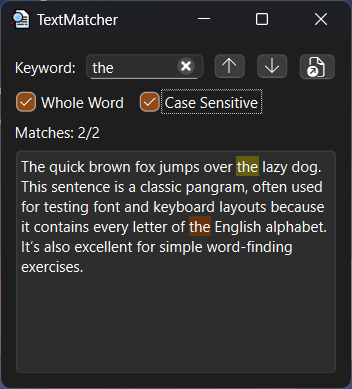 TextMatcher
Keyword: the
Whole Word Case Sensitive
Matches: 2/2
The quick brown fox jumps over the lazy dog.
This sentence is a classic pangram, often used
for testing font and keyboard layouts because
it contains every letter of the English alphabet.
It's also excellent for simple word-finding
exercises.